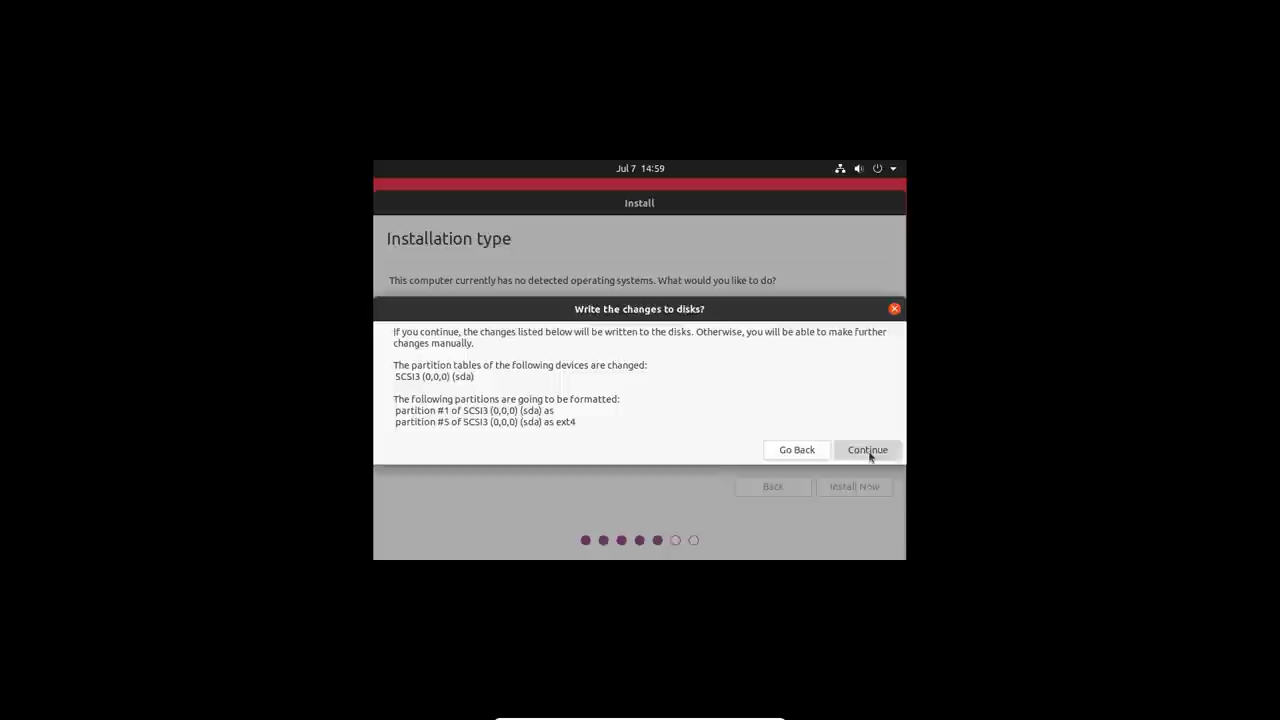 Jul 7 14:59
Install
Installation type
This computer currently has no detected operating systems. What would you like to do?
Write the changes to disks?
If you continue, the changes listed below will be written to the disks. Otherwise, you will be able to make further
changes manually.
The partition tables of the following devices are changed:
SCSI3 (0,0,0) (sda)
The following partitions are going to be formatted:
partition #1 of SCSI3 (0,0,0) (sda) as
partition #5 of SCSI3 (0,0,0) (sda) as ext4
Go Back Continue
Back Install Now